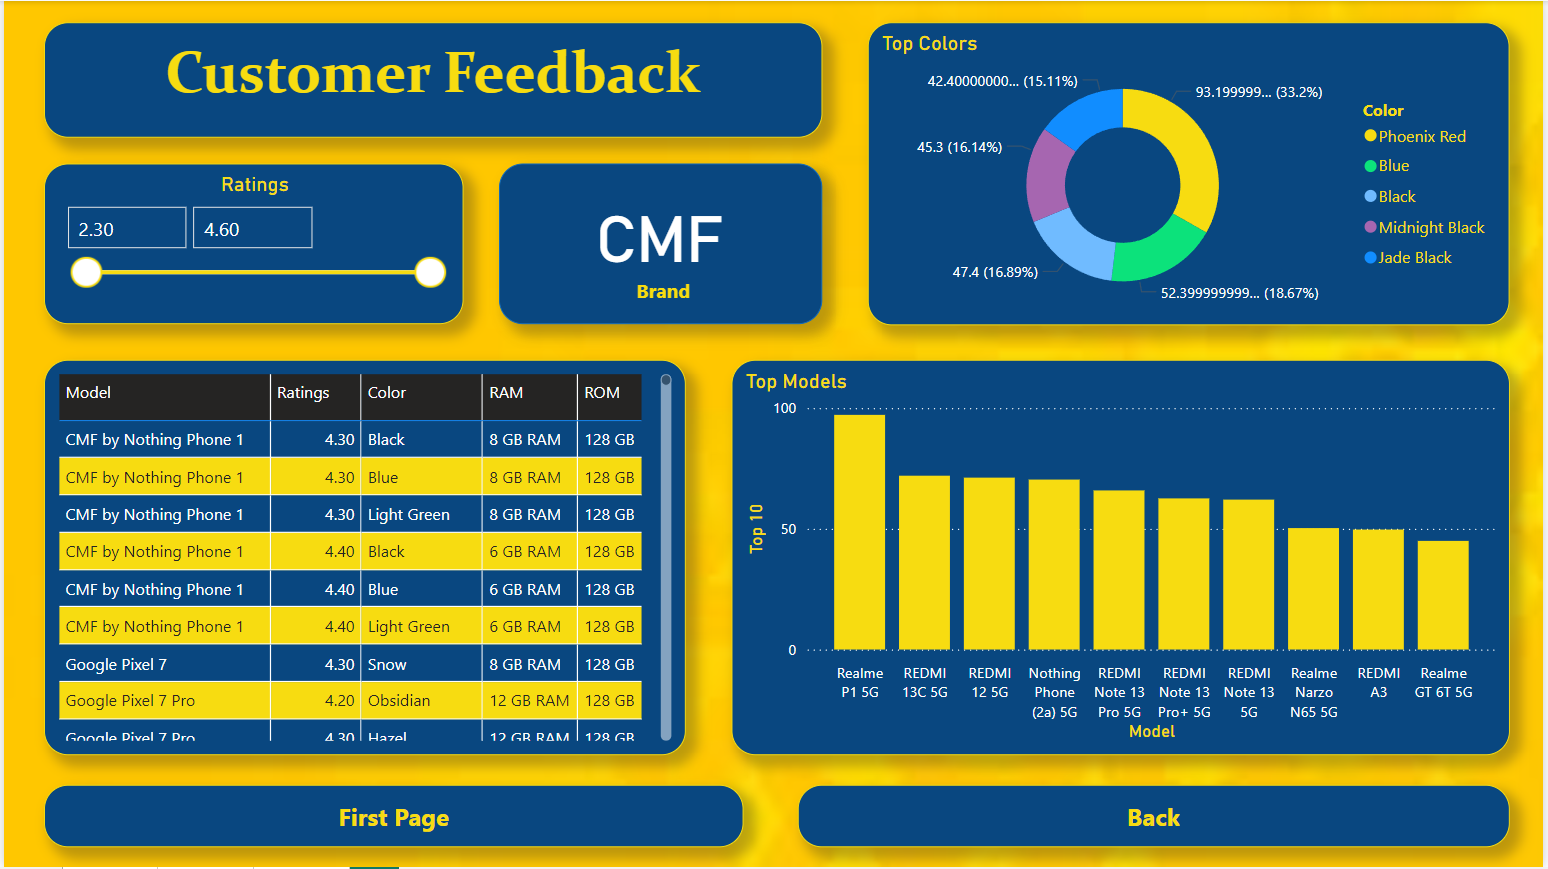 Customer Feedback
Ratings
2.30
4.60
CMF
Brand
Top Colors
42.40000000... (15.11%)
93.199999... (33.2%)
45.3 (16.14%)
47.4 (16.89%)
52.399999999... (18.67%)
Color
Phoenix Red
Blue
Black
Midnight Black
Jade Black
Model Ratings Color RAM ROM
CMF by Nothing Phone 1 4.30 Black 8 GB RAM 128 GB
CMF by Nothing Phone 1 4.30 Blue 8 GB RAM 128 GB
CMF by Nothing Phone 1 4.30 Light Green 8 GB RAM 128 GB
CMF by Nothing Phone 1 4.40 Black 6 GB RAM 128 GB
CMF by Nothing Phone 1 4.40 Blue 6 GB RAM 128 GB
CMF by Nothing Phone 1 4.40 Light Green 6 GB RAM 128 GB
Google Pixel 7 4.30 Snow 8 GB RAM 128 GB
Google Pixel 7 Pro 4.20 Obsidian 12 GB RAM 128 GB
Google Pixel 7 Pro 4.30 Hazel 12 GB RAM 128 GB
Top Models
Top 10
100
50
0
Realme
P1 5G
REDMI
13C 5G
REDMI
12 5G
Nothing
Phone
(2a) 5G
REDMI
Note 13
Pro 5G
REDMI
Note 13
Pro+ 5G
REDMI
Note 13
5G
Realme
Narzo
N65 5G
REDMI
A3
Realme
GT 6T 5G
Model
First Page
Back